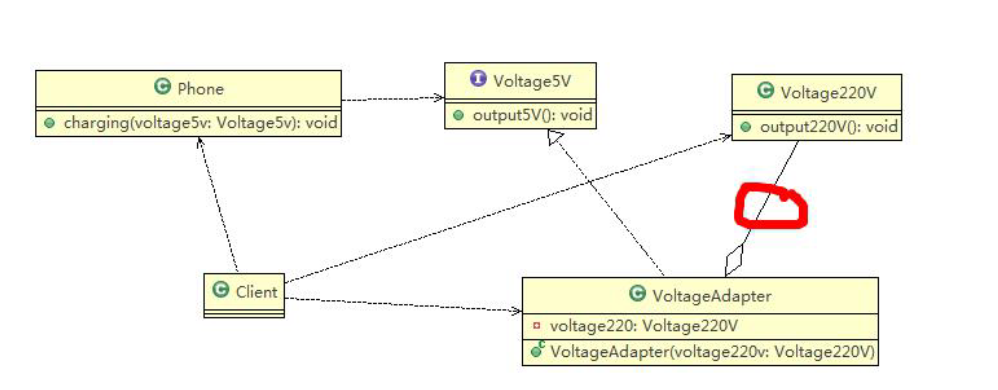 C Phone
charging(voltage5v: Voltage5v): void
I Voltage5V
output5V(): void
C Voltage220V
output220V(): void
C Client
C VoltageAdapter
voltage220: Voltage220V
C VoltageAdapter(voltage220v: Voltage220V)